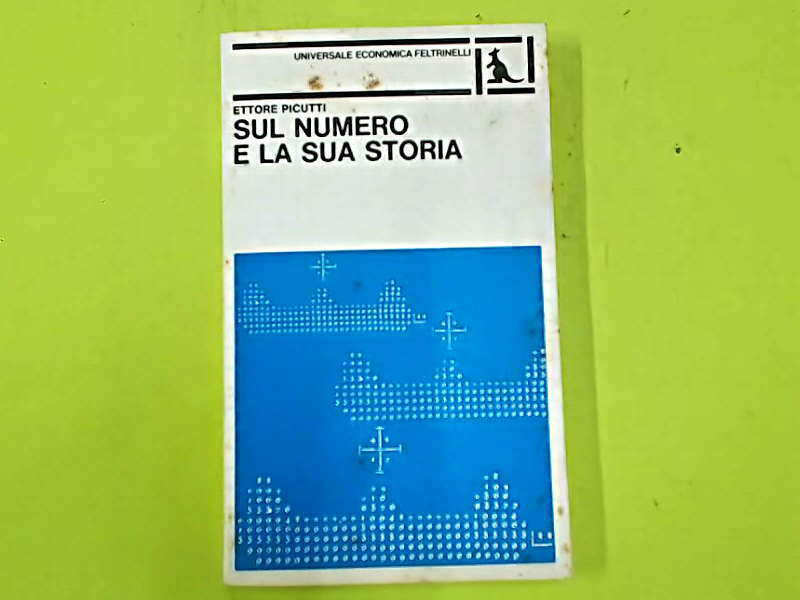 UNIVERSALE ECONOMICA FELTRINELLI
ETTORE PICUTTI
SUL NUMERO
E LA SUA STORIA